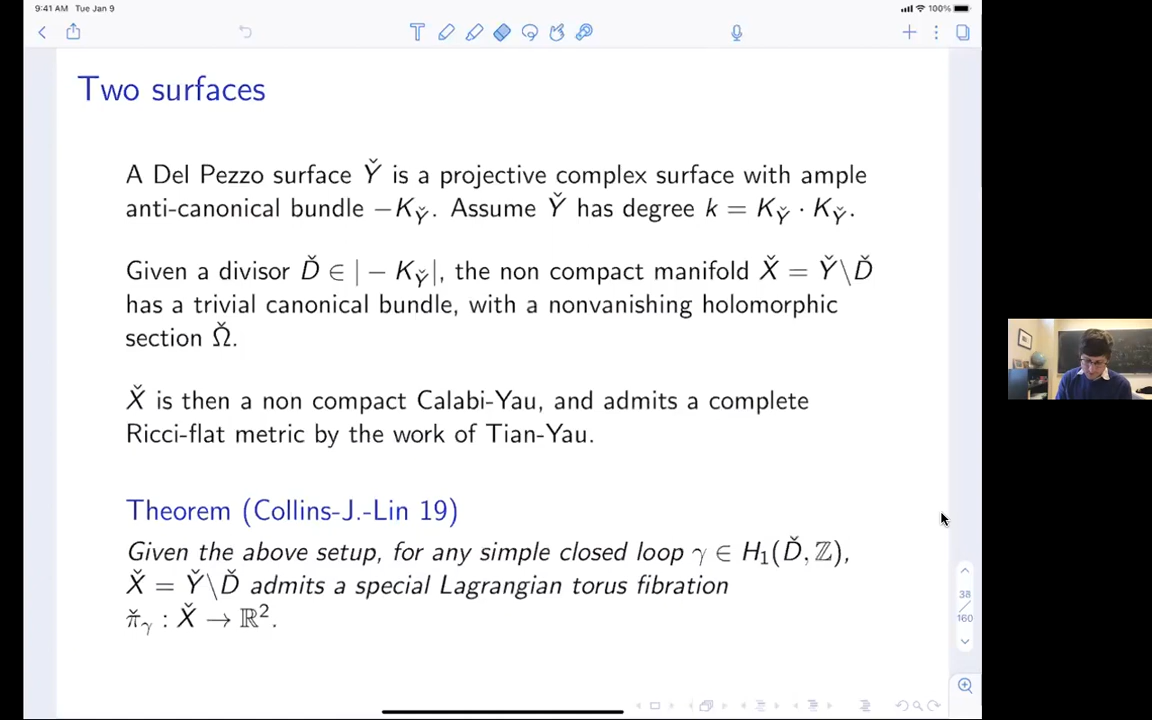 9:41 AM Tue Jan 9
100%
Two surfaces
A Del Pezzo surface Y̌ is a projective complex surface with ample
anti-canonical bundle −K_Y̌. Assume Y̌ has degree k = K_Y̌ · K_Y̌.
Given a divisor Ď ∈ | − K_Y̌|, the non compact manifold X̌ = Y̌\Ď
has a trivial canonical bundle, with a nonvanishing holomorphic
section Ω̌.
X̌ is then a non compact Calabi-Yau, and admits a complete
Ricci-flat metric by the work of Tian-Yau.
Theorem (Collins-J.-Lin 19)
Given the above setup, for any simple closed loop γ ∈ H₁(Ď, ℤ),
X̌ = Y̌\Ď admits a special Lagrangian torus fibration
π̌_γ : X̌ → ℝ².
38
/
160